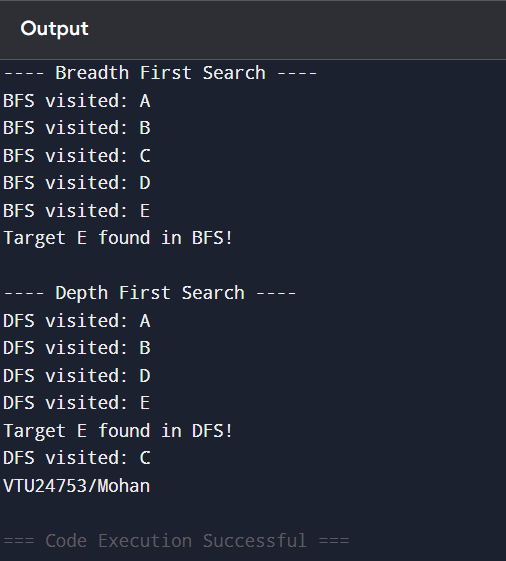 Output
---- Breadth First Search ----
BFS visited: A
BFS visited: B
BFS visited: C
BFS visited: D
BFS visited: E
Target E found in BFS!
---- Depth First Search ----
DFS visited: A
DFS visited: B
DFS visited: D
DFS visited: E
Target E found in DFS!
DFS visited: C
VTU24753/Mohan
=== Code Execution Successful ===